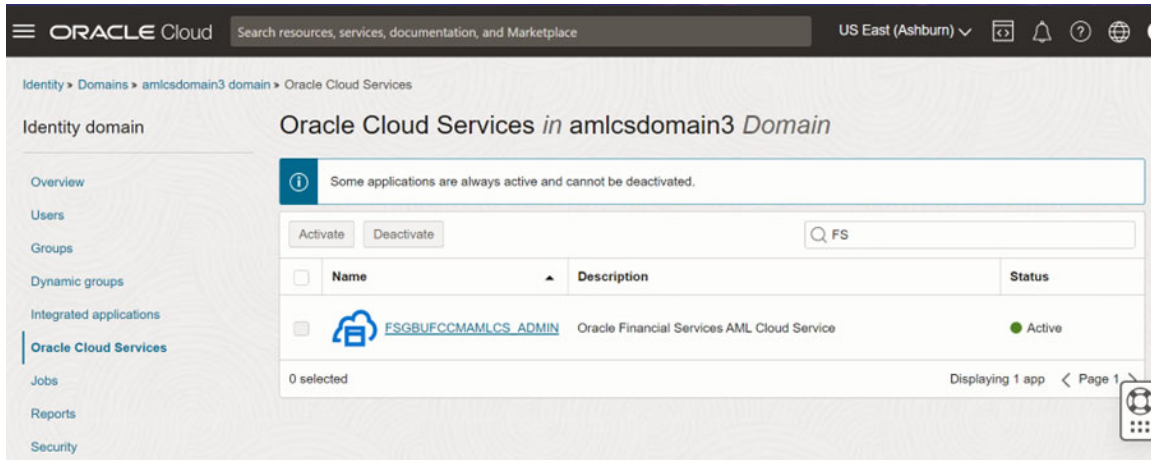 ORACLE Cloud
Search resources, services, documentation, and Marketplace
US East (Ashburn)
Identity » Domains » amlcsdomain3 domain » Oracle Cloud Services
Identity domain
Overview
Users
Groups
Dynamic groups
Integrated applications
Oracle Cloud Services
Jobs
Reports
Security
Oracle Cloud Services in amlcsdomain3 Domain
Some applications are always active and cannot be deactivated.
Activate Deactivate FS
Name Description Status
FSGBUFCCMAMLCS_ADMIN Oracle Financial Services AML Cloud Service Active
0 selected Displaying 1 app Page 1